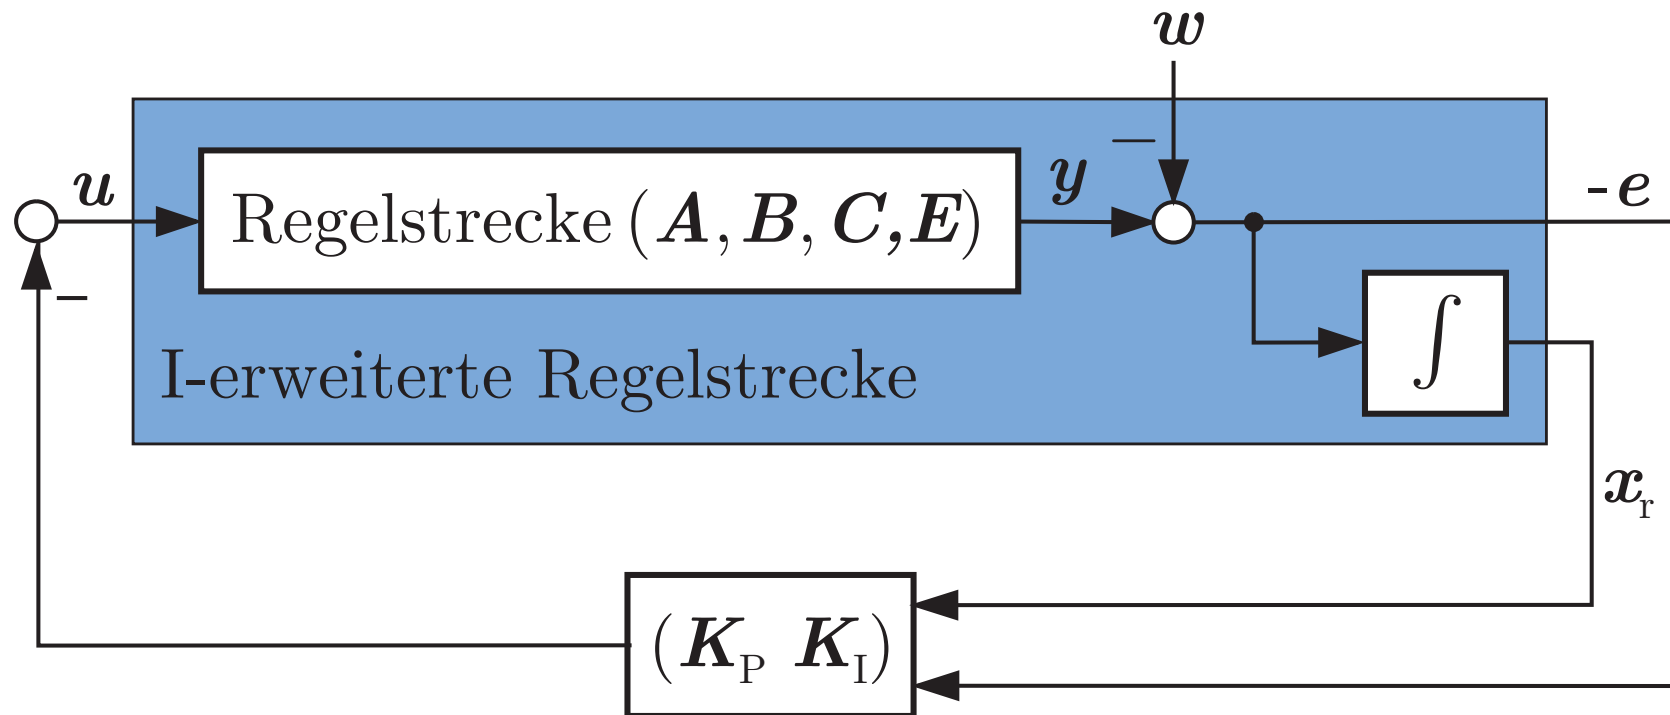 w
u
Regelstrecke (A, B, C, E)
y
–
- e
–
∫
I-erweiterte Regelstrecke
x_r
(K_P K_I)